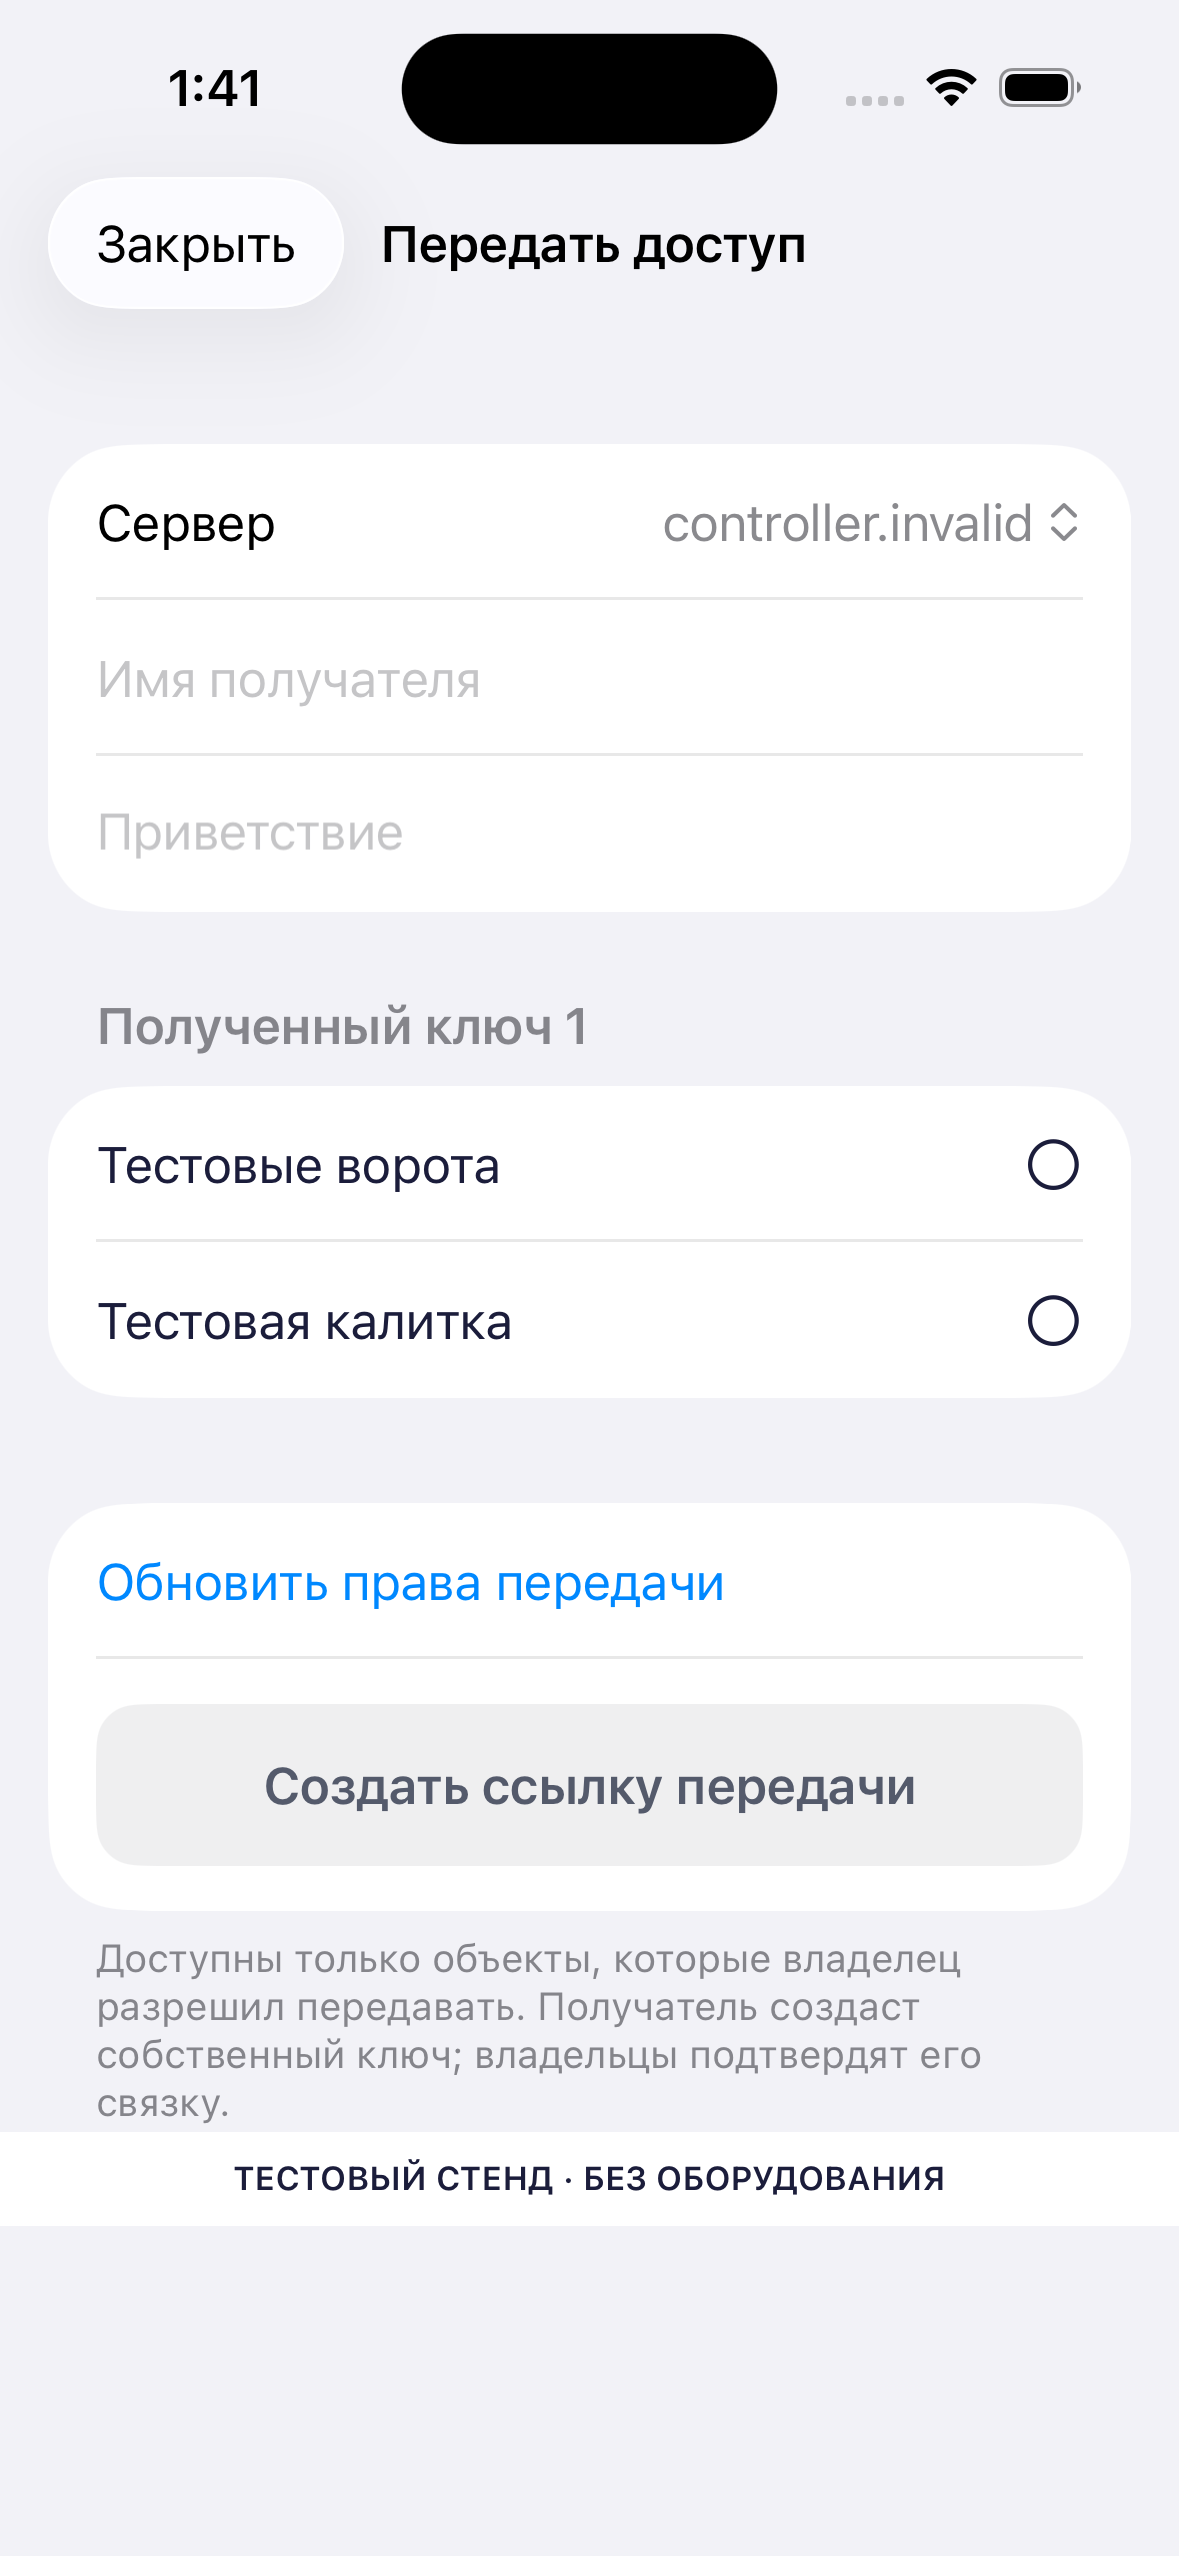 1:41
Закрыть
Передать доступ
Сервер
controller.invalid
Имя получателя
Приветствие
Полученный ключ 1
Тестовые ворота
Тестовая калитка
Обновить права передачи
Создать ссылку передачи
Доступны только объекты, которые владелец
разрешил передавать. Получатель создаст
собственный ключ; владельцы подтвердят его
связку.
ТЕСТОВЫЙ СТЕНД · БЕЗ ОБОРУДОВАНИЯ